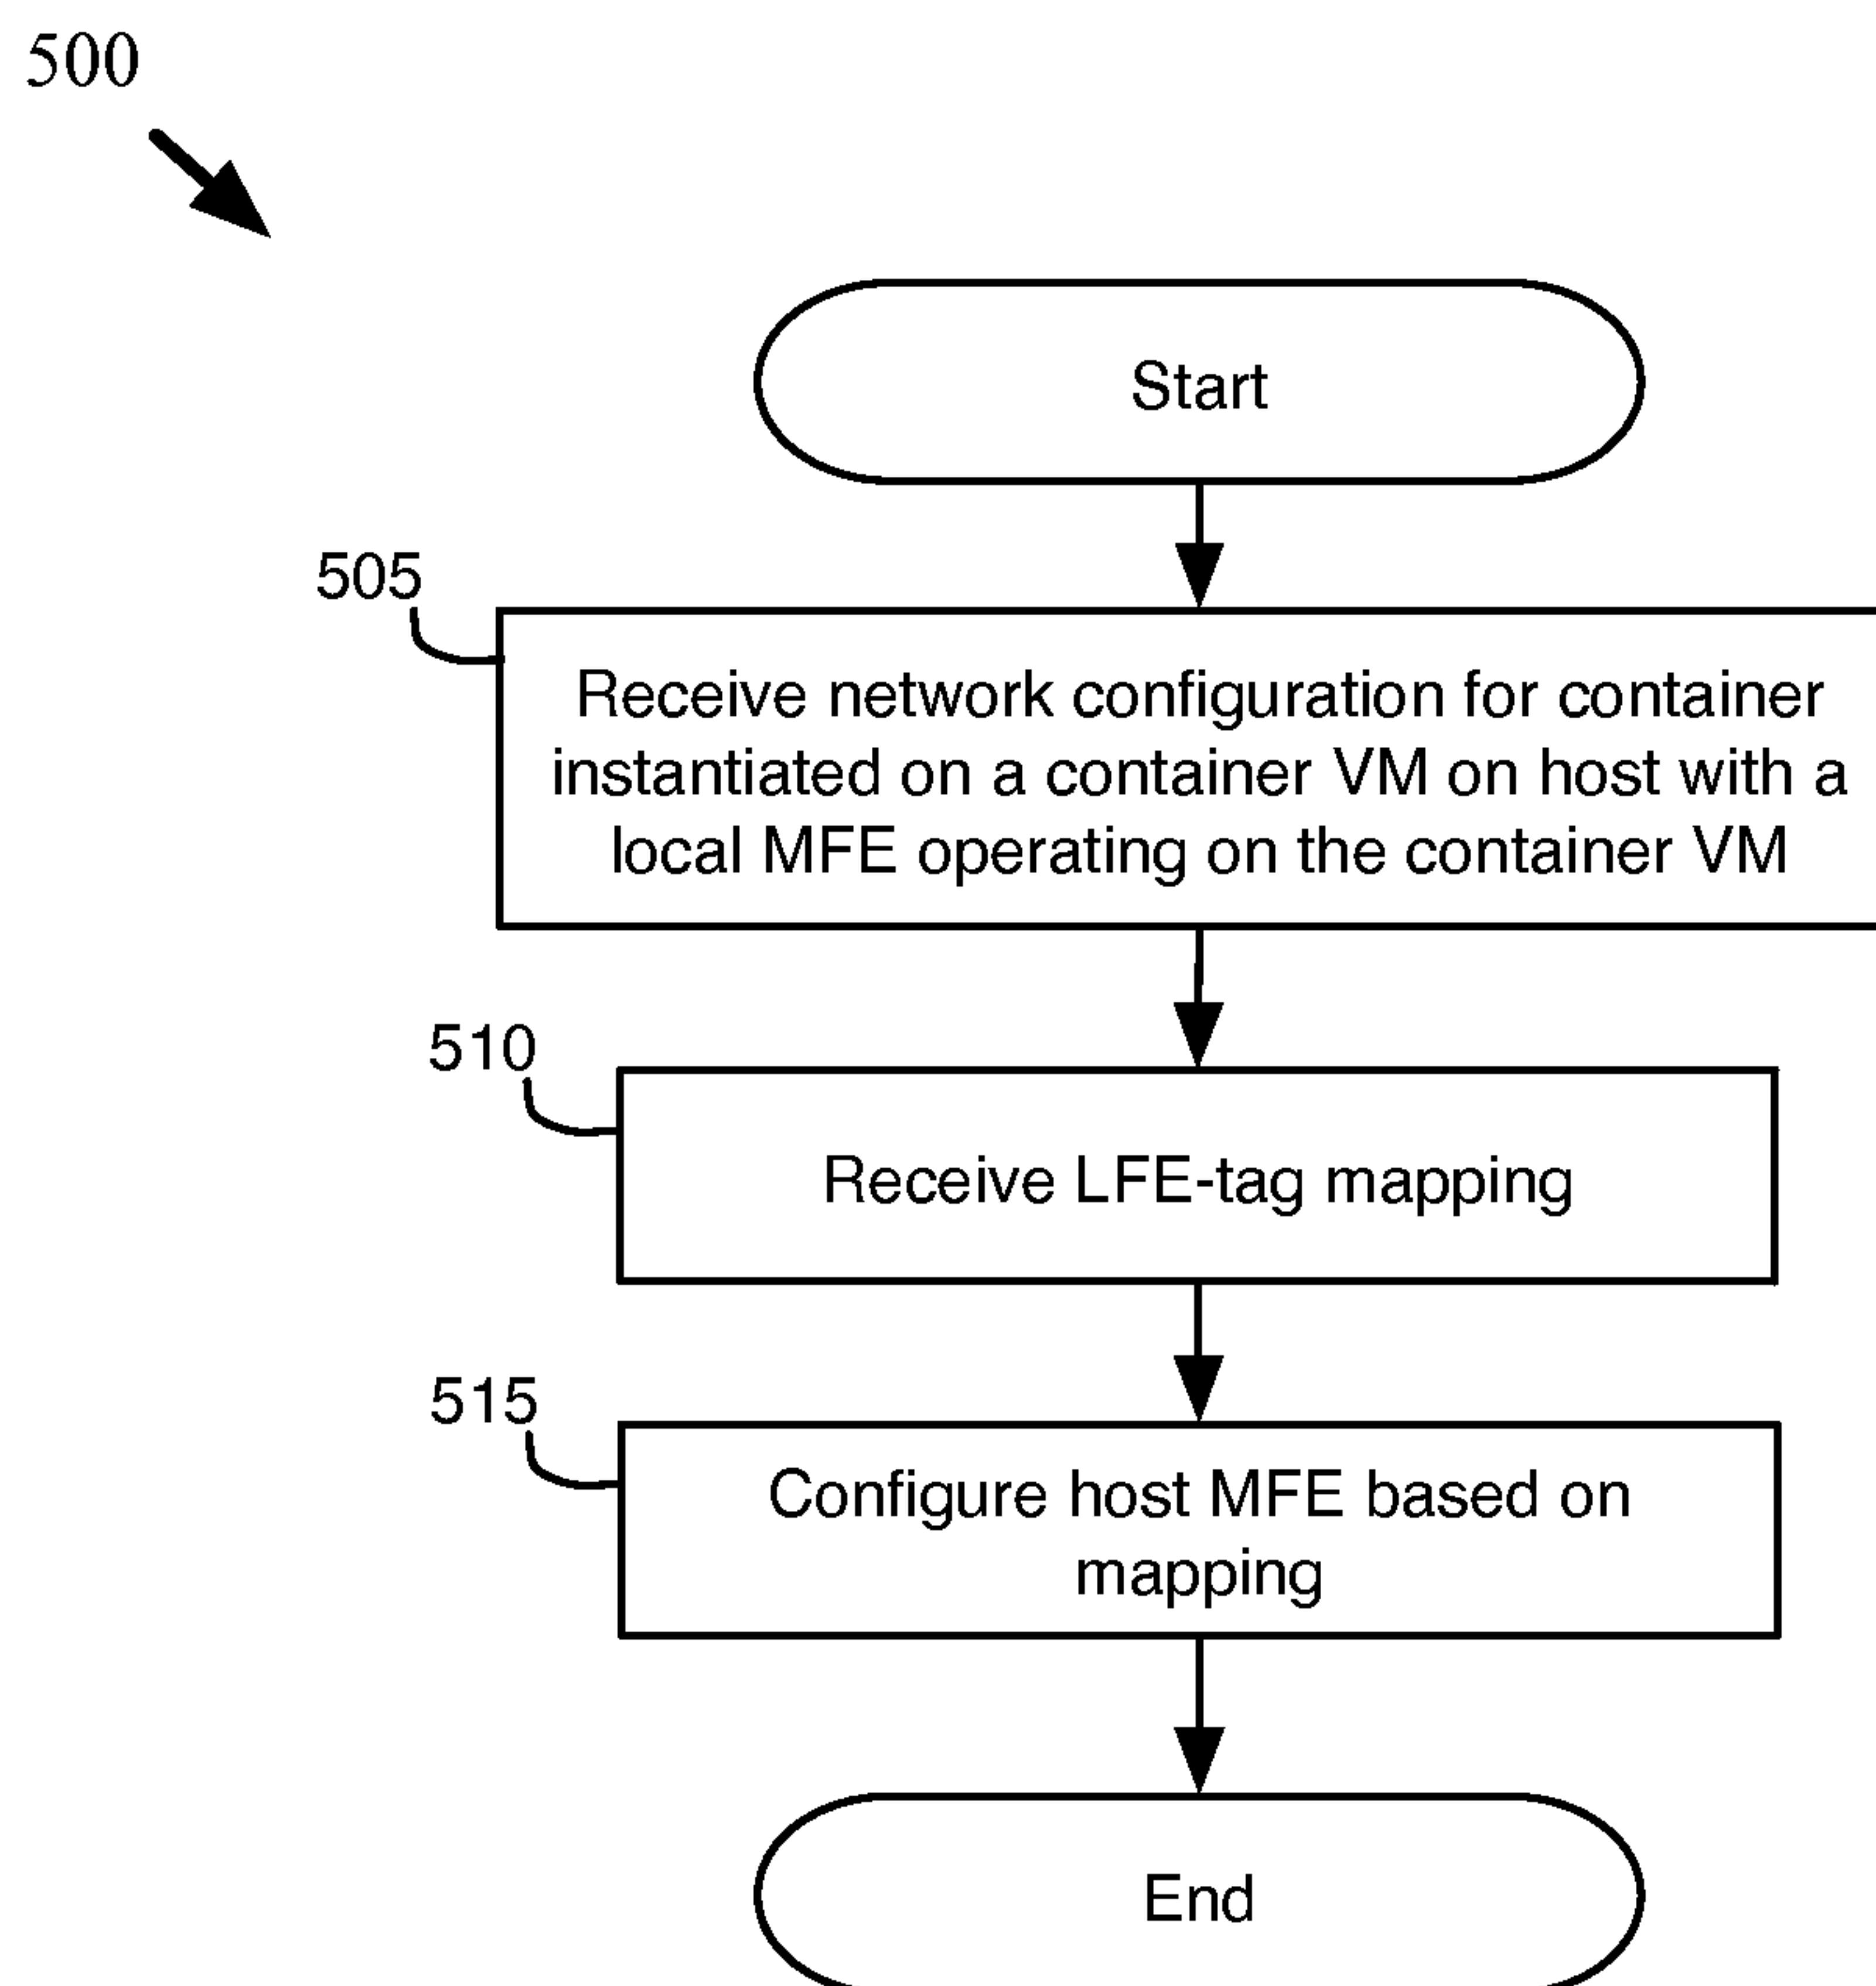 500
Start
505
Receive network configuration for container
instantiated on a container VM on host with a
local MFE operating on the container VM
510
Receive LFE-tag mapping
515
Configure host MFE based on
mapping
End